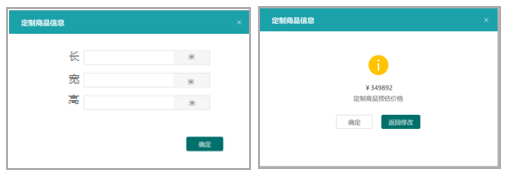 定制商品信息 ×
长 米
宽 米
高 米
确定
定制商品信息 ×
¥349892
定制商品预估价格
确定 返回修改